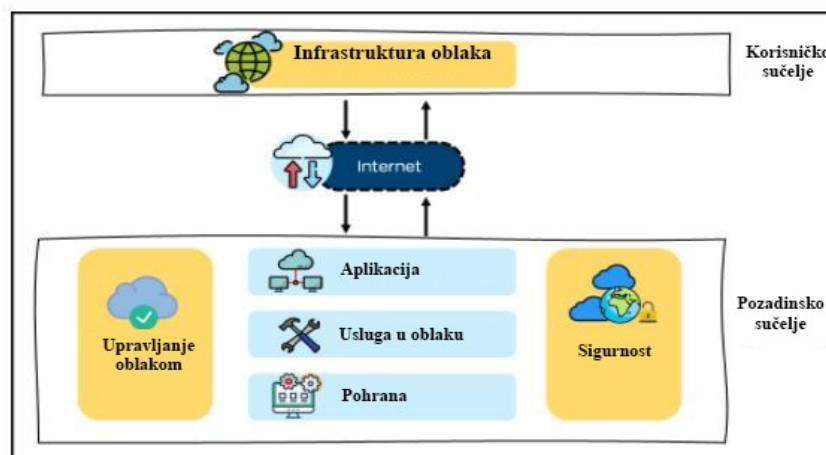 Infrastruktura oblaka
Korisničko
sučelje
Internet
Aplikacija
Usluga u oblaku
Pohrana
Upravljanje
oblakom
Sigurnost
Pozadinsko
sučelje